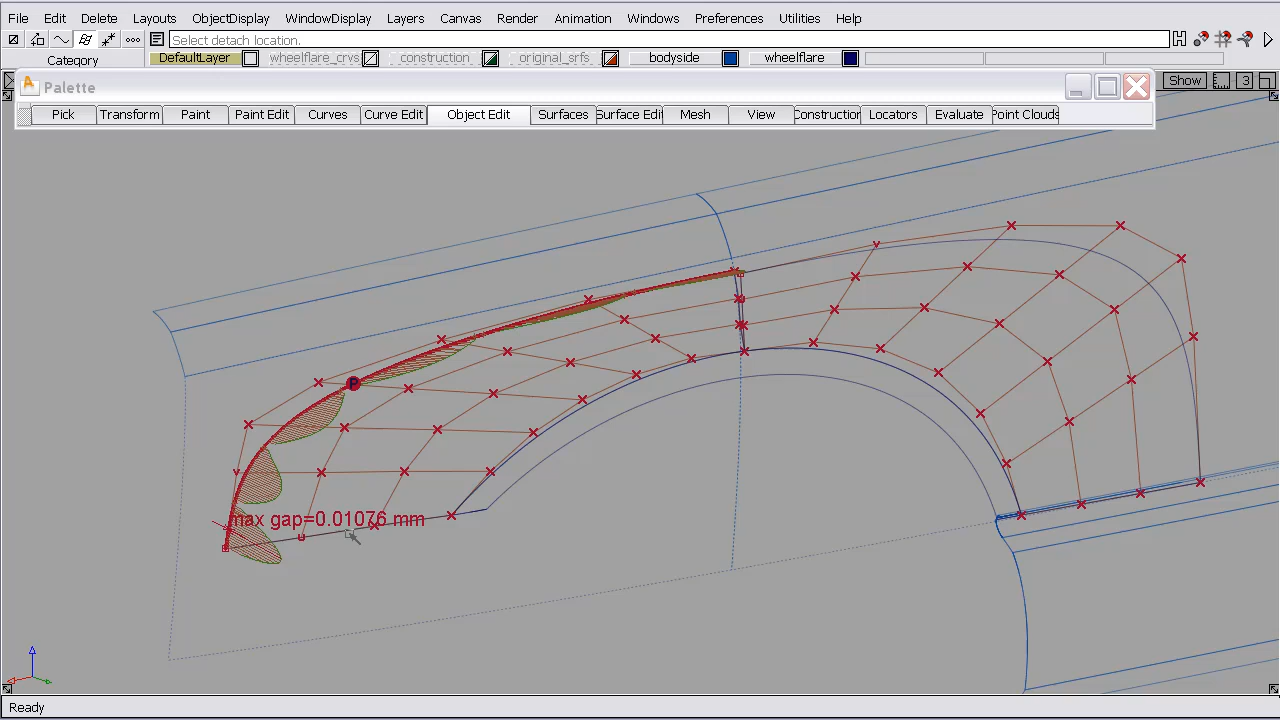 File Edit Delete Layouts ObjectDisplay WindowDisplay Layers Canvas Render Animation Windows Preferences Utilities Help
Select detach location.
Category DefaultLayer wheelflare_crvs construction original_srfs bodyside wheelflare
Palette
Show 3
Pick Transform Paint Paint Edit Curves Curve Edit Object Edit Surfaces Surface Edi Mesh View Construction Locators Evaluate Point Clouds
P
v
v
max gap=0.01076 mm
u
Ready